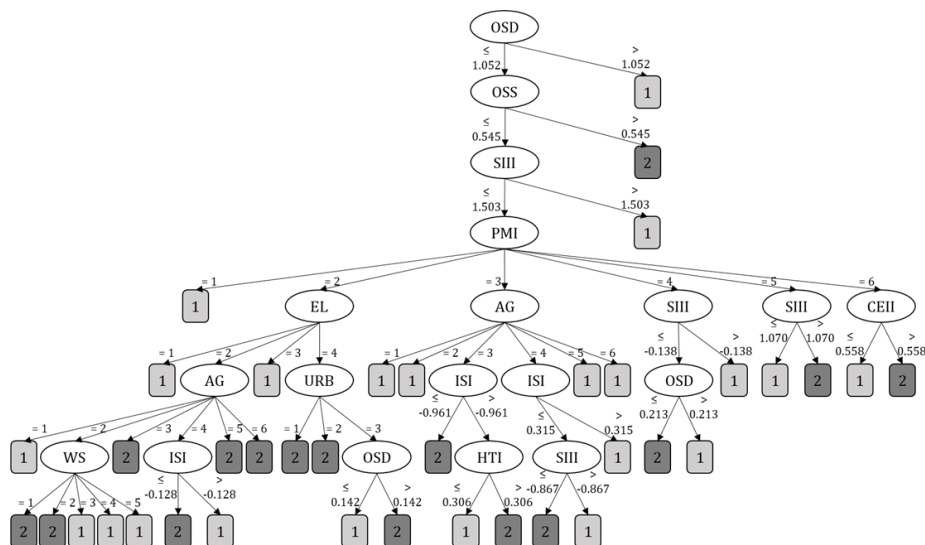 OSD
≤ >
1.052 1.052
OSS 1
≤ >
0.545 0.545
SIII 2
≤ >
1.503 1.503
PMI 1
= 1 = 2 = 3 = 4 = 5 = 6
1 EL AG SIII SIII CEII
≤ > ≤ > ≤ >
= 1 = 2 = 3 = 4 = 1 = 2 = 3 = 4 = 5 = 6 -0.138 -0.138 1.070 1.070 0.558 0.558
1 AG 1 URB 1 1 ISI ISI 1 1 OSD 1 1 2 1 2
≤ > ≤ > ≤ >
-0.961 -0.961 0.315 0.315 0.213 0.213
= 1 = 2 = 3 = 4 = 5 = 6 = 1 = 2 = 3
1 WS 2 ISI 2 2 2 2 OSD 2 HTI SIII 1 2 1
≤ > ≤ > ≤ > ≤ >
= 1 = 2 = 3 = 4 = 5 -0.128 -0.128 0.142 0.142 0.306 0.306 -0.867 -0.867
2 2 1 1 1 2 1 1 2 1 2 2 1